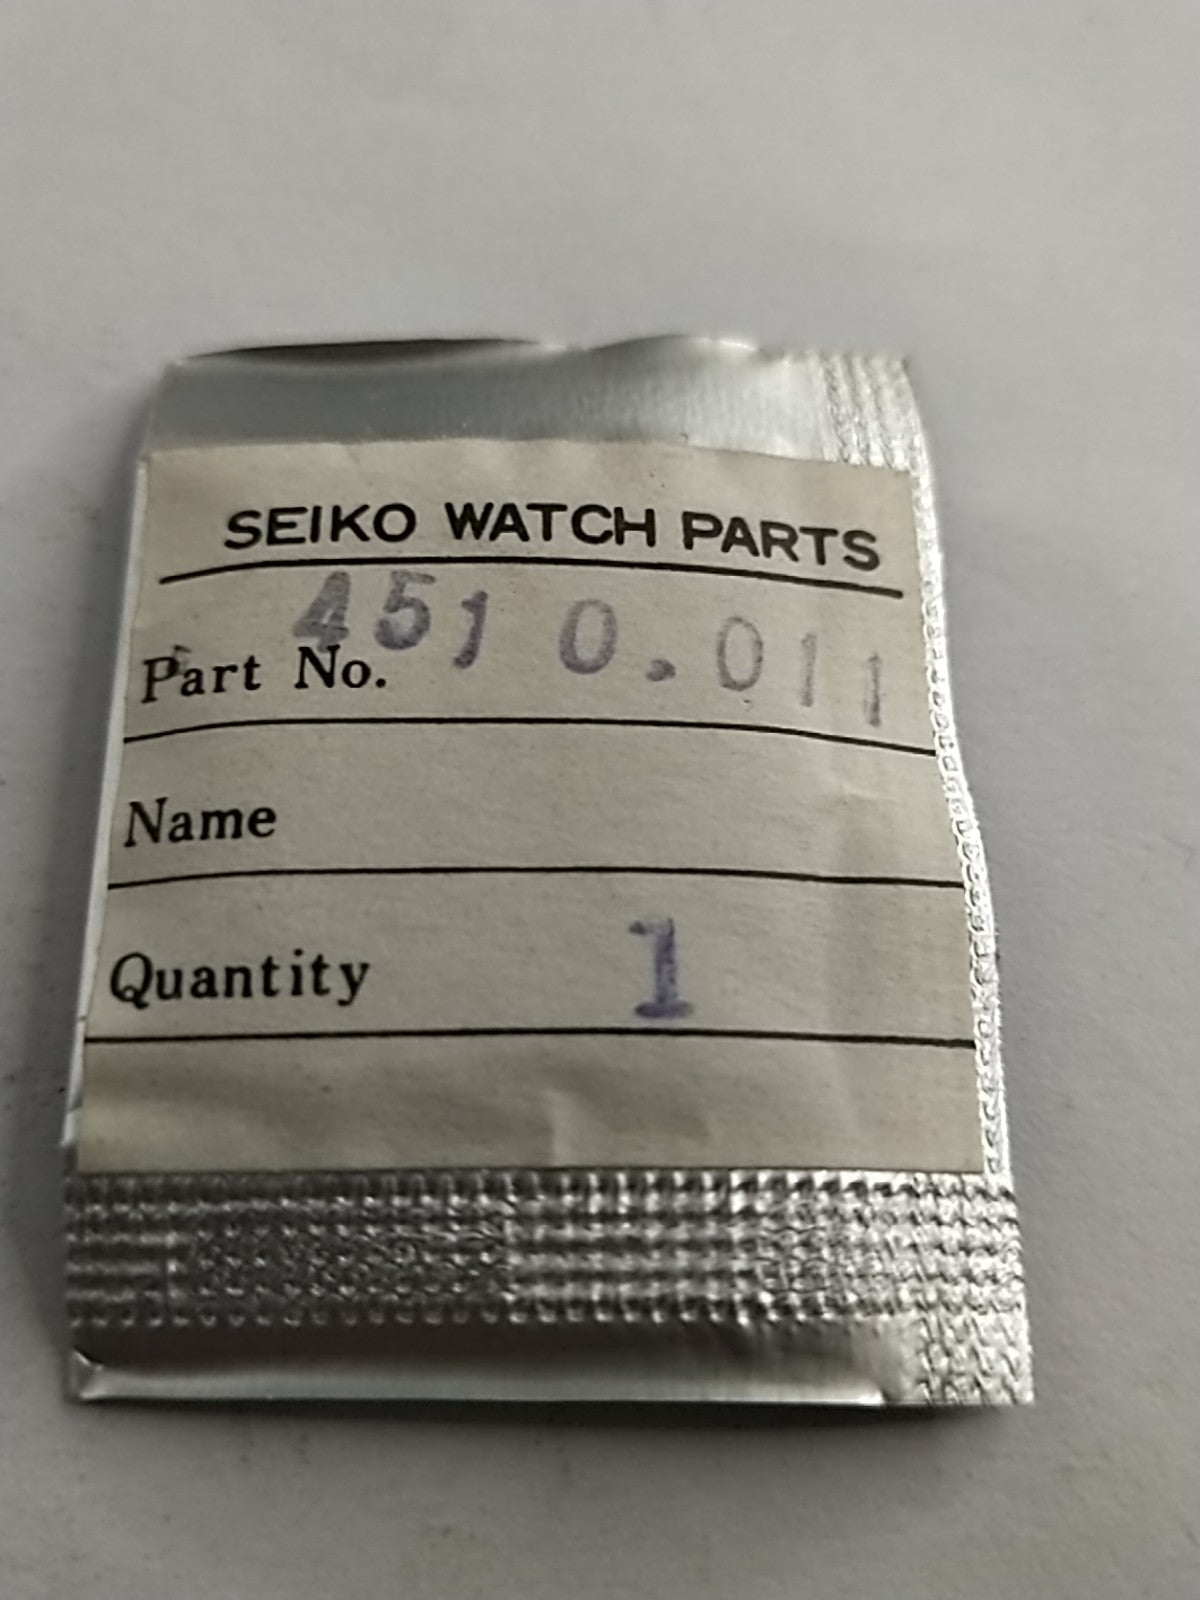 SEIKO WATCH PARTS
Part No. 4510.011
Name
Quantity 1